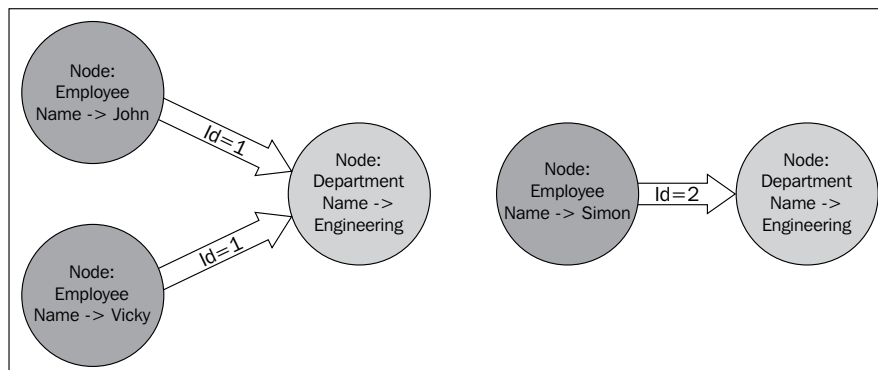 Node:
Employee
Name -> John
Id=1
Node:
Department
Name ->
Engineering
Id=1
Node:
Employee
Name -> Vicky
Node:
Employee
Name -> Simon
Id=2
Node:
Department
Name ->
Engineering